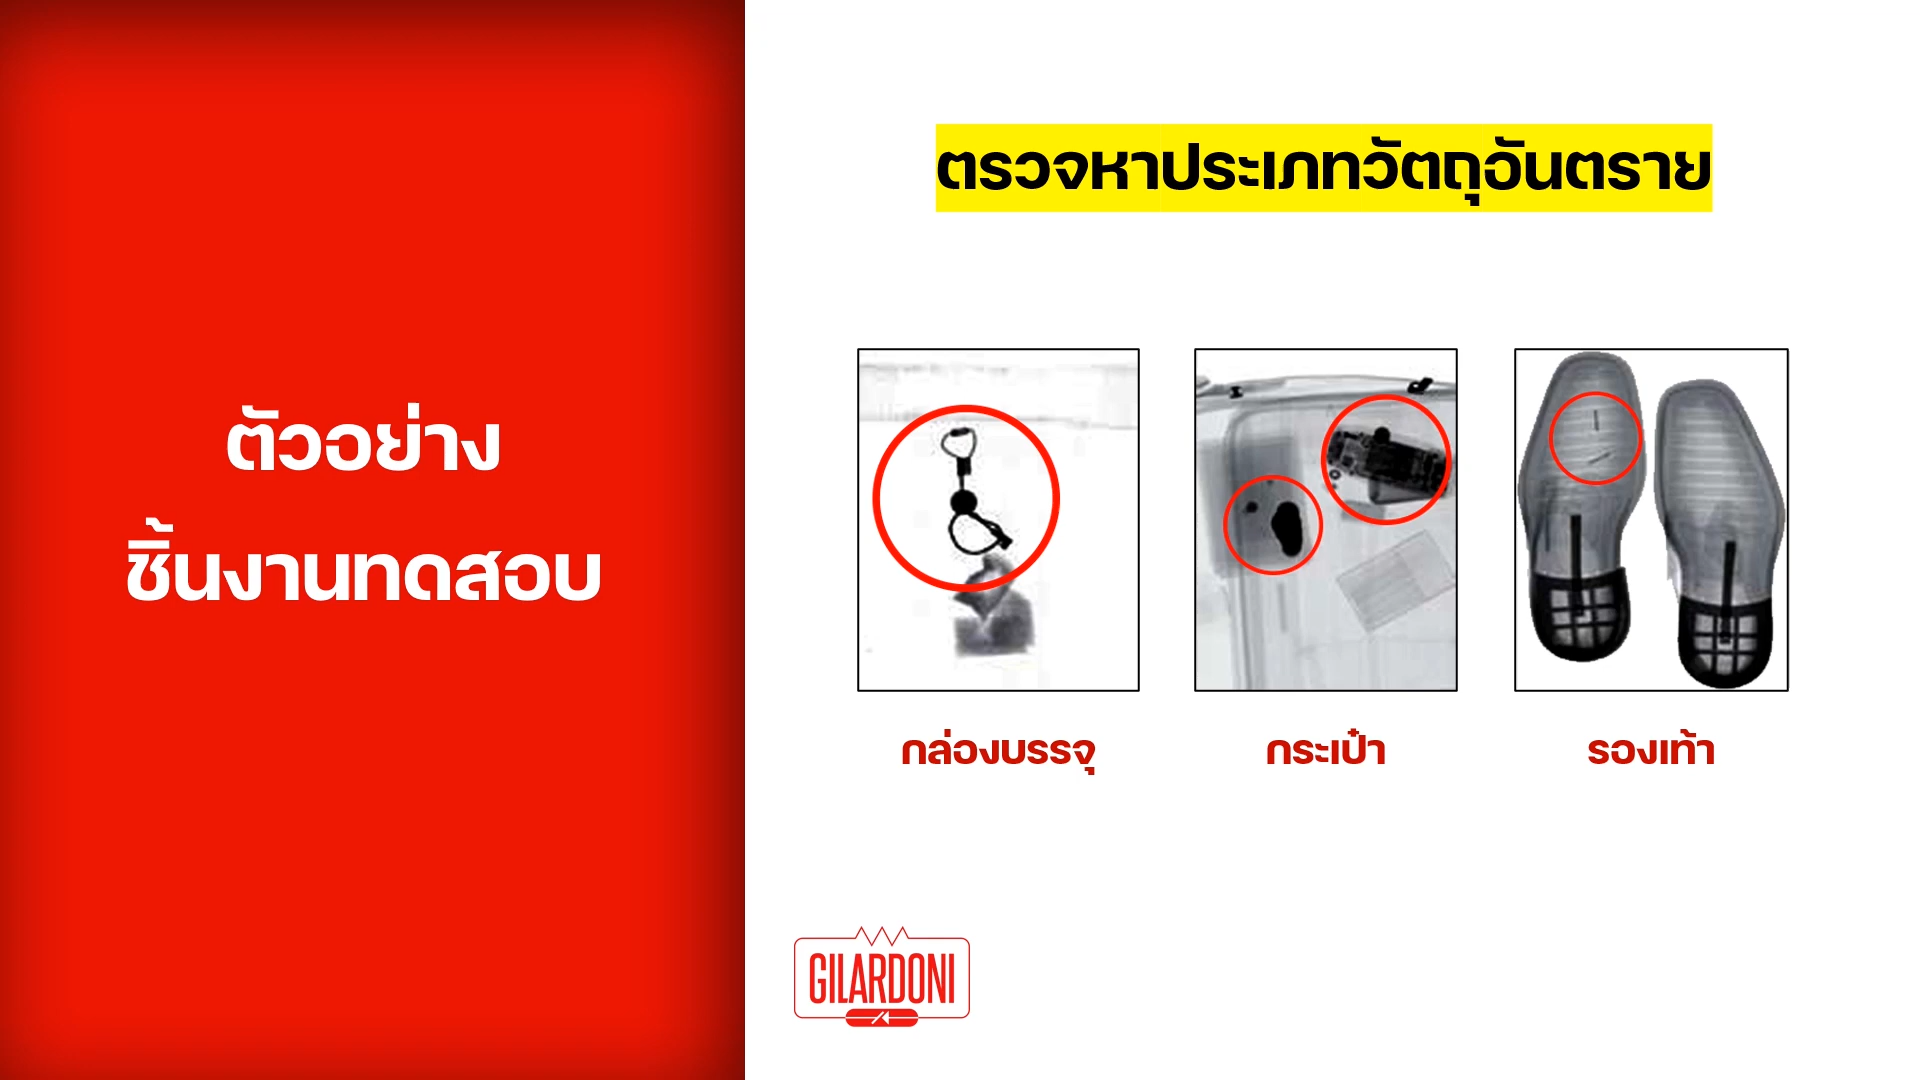 ตัวอย่าง
ชิ้นงานทดสอบ
ตรวจหาประเภทวัตถุอันตราย
กล่องบรรจุ
กระเป๋า
รองเท้า
GILARDONI